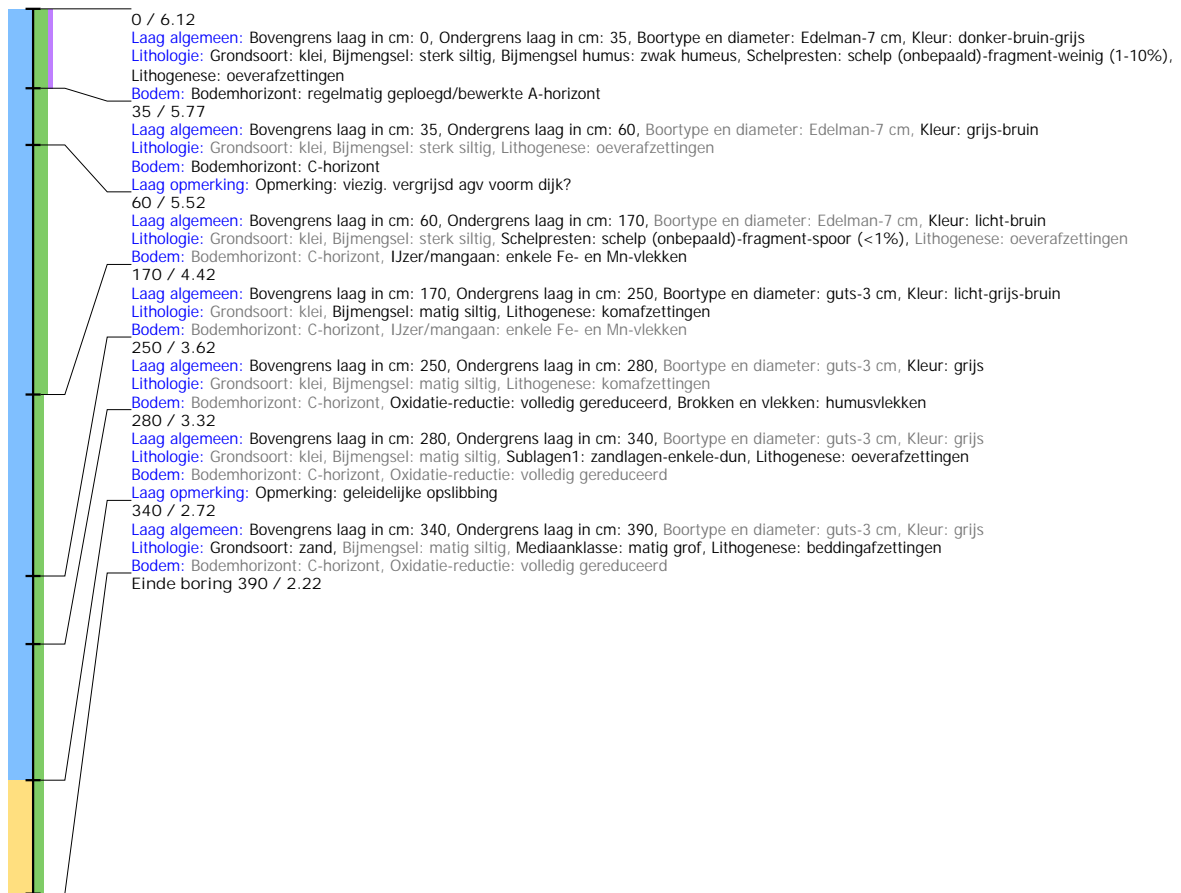 0 / 6.12
Laag algemeen: Bovengrens laag in cm: 0, Ondergrens laag in cm: 35, Boortype en diameter: Edelman-7 cm, Kleur: donker-bruin-grijs
Lithologie: Grondsoort: klei, Bijmengsel: sterk siltig, Bijmengsel humus: zwak humeus, Schelpresten: schelp (onbepaald)-fragment-weinig (1-10%),
Lithogenese: oeverafzettingen
Bodem: Bodemhorizont: regelmatig geploegd/bewerkte A-horizont
35 / 5.77
Laag algemeen: Bovengrens laag in cm: 35, Ondergrens laag in cm: 60, Boortype en diameter: Edelman-7 cm, Kleur: grijs-bruin
Lithologie: Grondsoort: klei, Bijmengsel: sterk siltig, Lithogenese: oeverafzettingen
Bodem: Bodemhorizont: C-horizont
Laag opmerking: Opmerking: viezig. vergrijsd agv voorm dijk?
60 / 5.52
Laag algemeen: Bovengrens laag in cm: 60, Ondergrens laag in cm: 170, Boortype en diameter: Edelman-7 cm, Kleur: licht-bruin
Lithologie: Grondsoort: klei, Bijmengsel: sterk siltig, Schelpresten: schelp (onbepaald)-fragment-spoor (<1%), Lithogenese: oeverafzettingen
Bodem: Bodemhorizont: C-horizont, IJzer/mangaan: enkele Fe- en Mn-vlekken
170 / 4.42
Laag algemeen: Bovengrens laag in cm: 170, Ondergrens laag in cm: 250, Boortype en diameter: guts-3 cm, Kleur: licht-grijs-bruin
Lithologie: Grondsoort: klei, Bijmengsel: matig siltig, Lithogenese: komafzettingen
Bodem: Bodemhorizont: C-horizont, IJzer/mangaan: enkele Fe- en Mn-vlekken
250 / 3.62
Laag algemeen: Bovengrens laag in cm: 250, Ondergrens laag in cm: 280, Boortype en diameter: guts-3 cm, Kleur: grijs
Lithologie: Grondsoort: klei, Bijmengsel: matig siltig, Lithogenese: komafzettingen
Bodem: Bodemhorizont: C-horizont, Oxidatie-reductie: volledig gereduceerd, Brokken en vlekken: humusvlekken
280 / 3.32
Laag algemeen: Bovengrens laag in cm: 280, Ondergrens laag in cm: 340, Boortype en diameter: guts-3 cm, Kleur: grijs
Lithologie: Grondsoort: klei, Bijmengsel: matig siltig, Sublagen1: zandlagen-enkele-dun, Lithogenese: oeverafzettingen
Bodem: Bodemhorizont: C-horizont, Oxidatie-reductie: volledig gereduceerd
Laag opmerking: Opmerking: geleidelijke opslibbing
340 / 2.72
Laag algemeen: Bovengrens laag in cm: 340, Ondergrens laag in cm: 390, Boortype en diameter: guts-3 cm, Kleur: grijs
Lithologie: Grondsoort: zand, Bijmengsel: matig siltig, Mediaanklasse: matig grof, Lithogenese: beddingafzettingen
Bodem: Bodemhorizont: C-horizont, Oxidatie-reductie: volledig gereduceerd
Einde boring 390 / 2.22